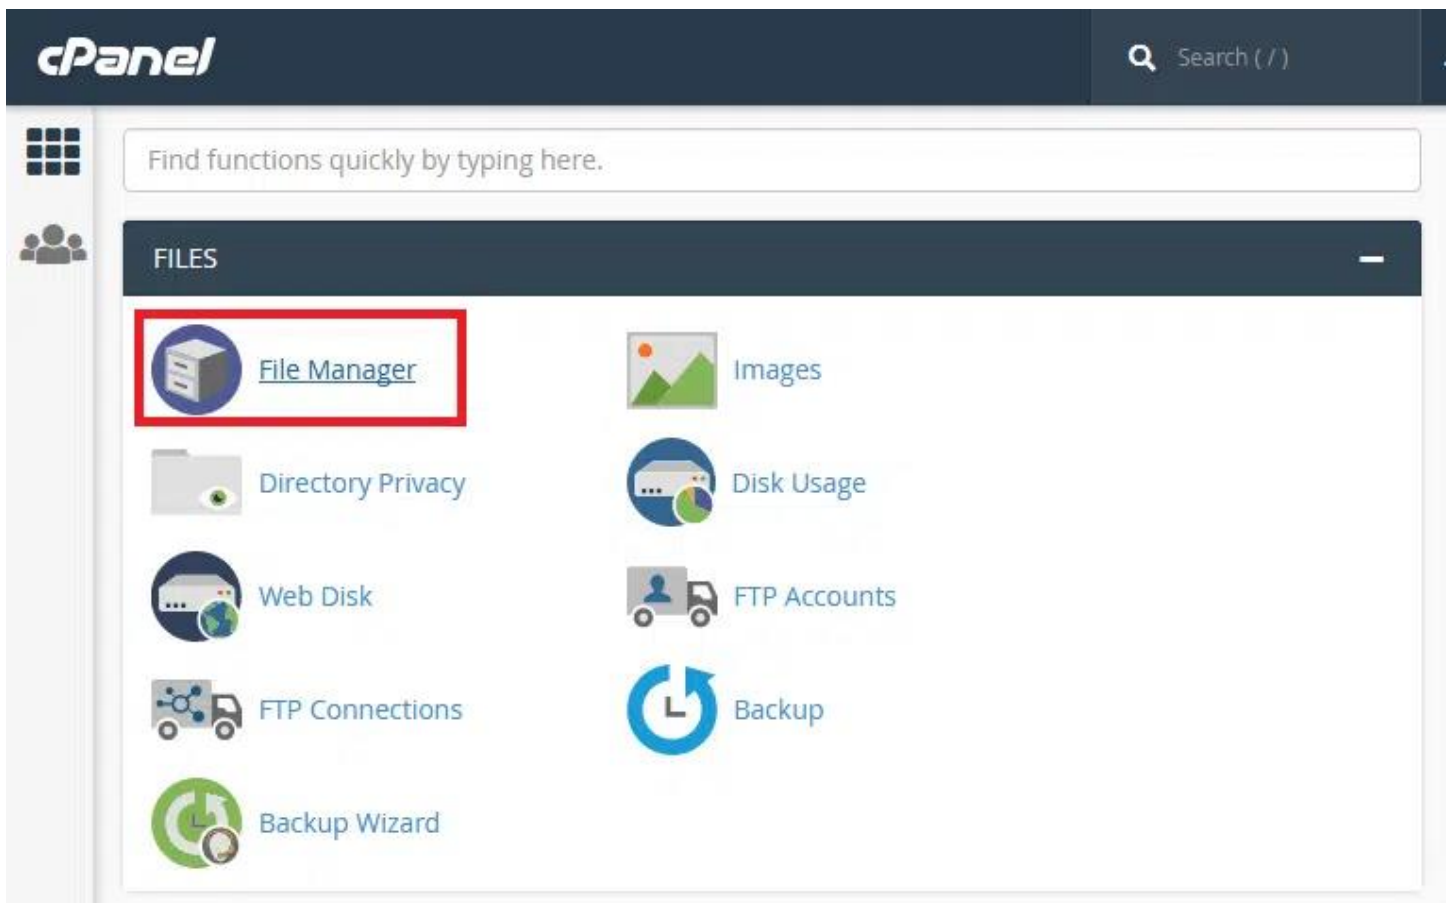 cPanel
Search ( / )
Find functions quickly by typing here.
FILES
File Manager
Images
Directory Privacy
Disk Usage
Web Disk
FTP Accounts
FTP Connections
Backup
Backup Wizard